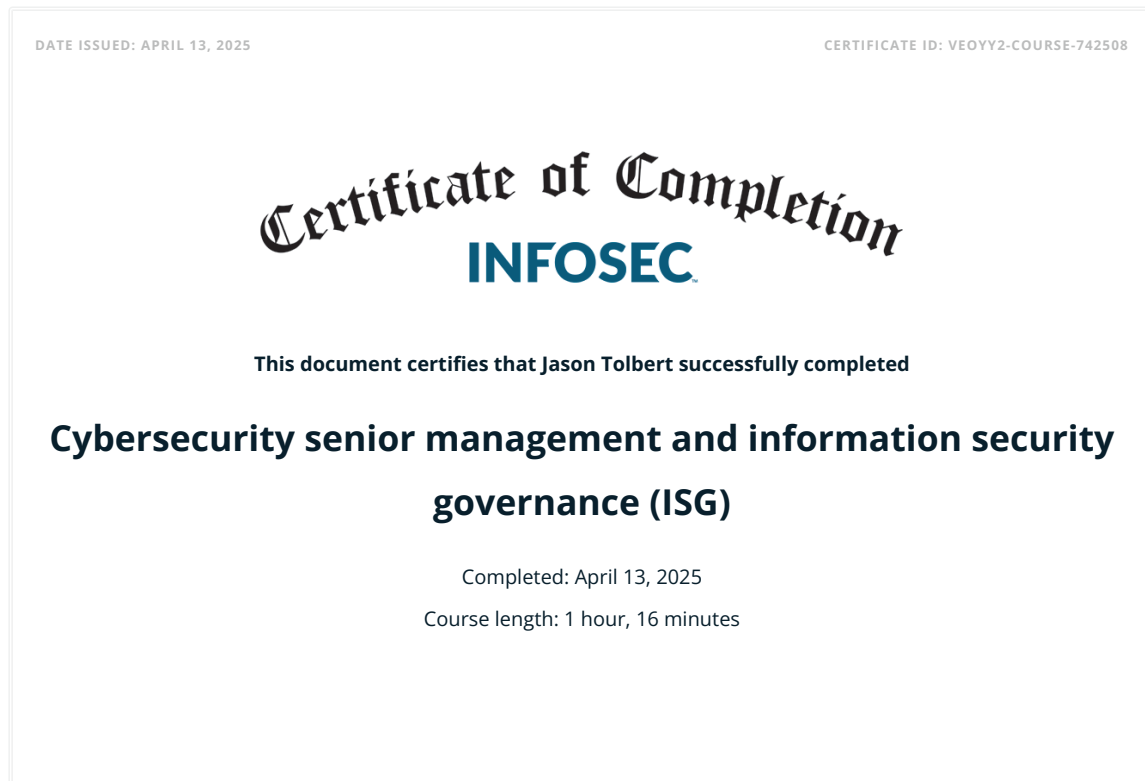 DATE ISSUED: APRIL 13, 2025
CERTIFICATE ID: VEOYY2-COURSE-742508
Certificate of Completion
INFOSEC
This document certifies that Jason Tolbert successfully completed
Cybersecurity senior management and information security
governance (ISG)
Completed: April 13, 2025
Course length: 1 hour, 16 minutes